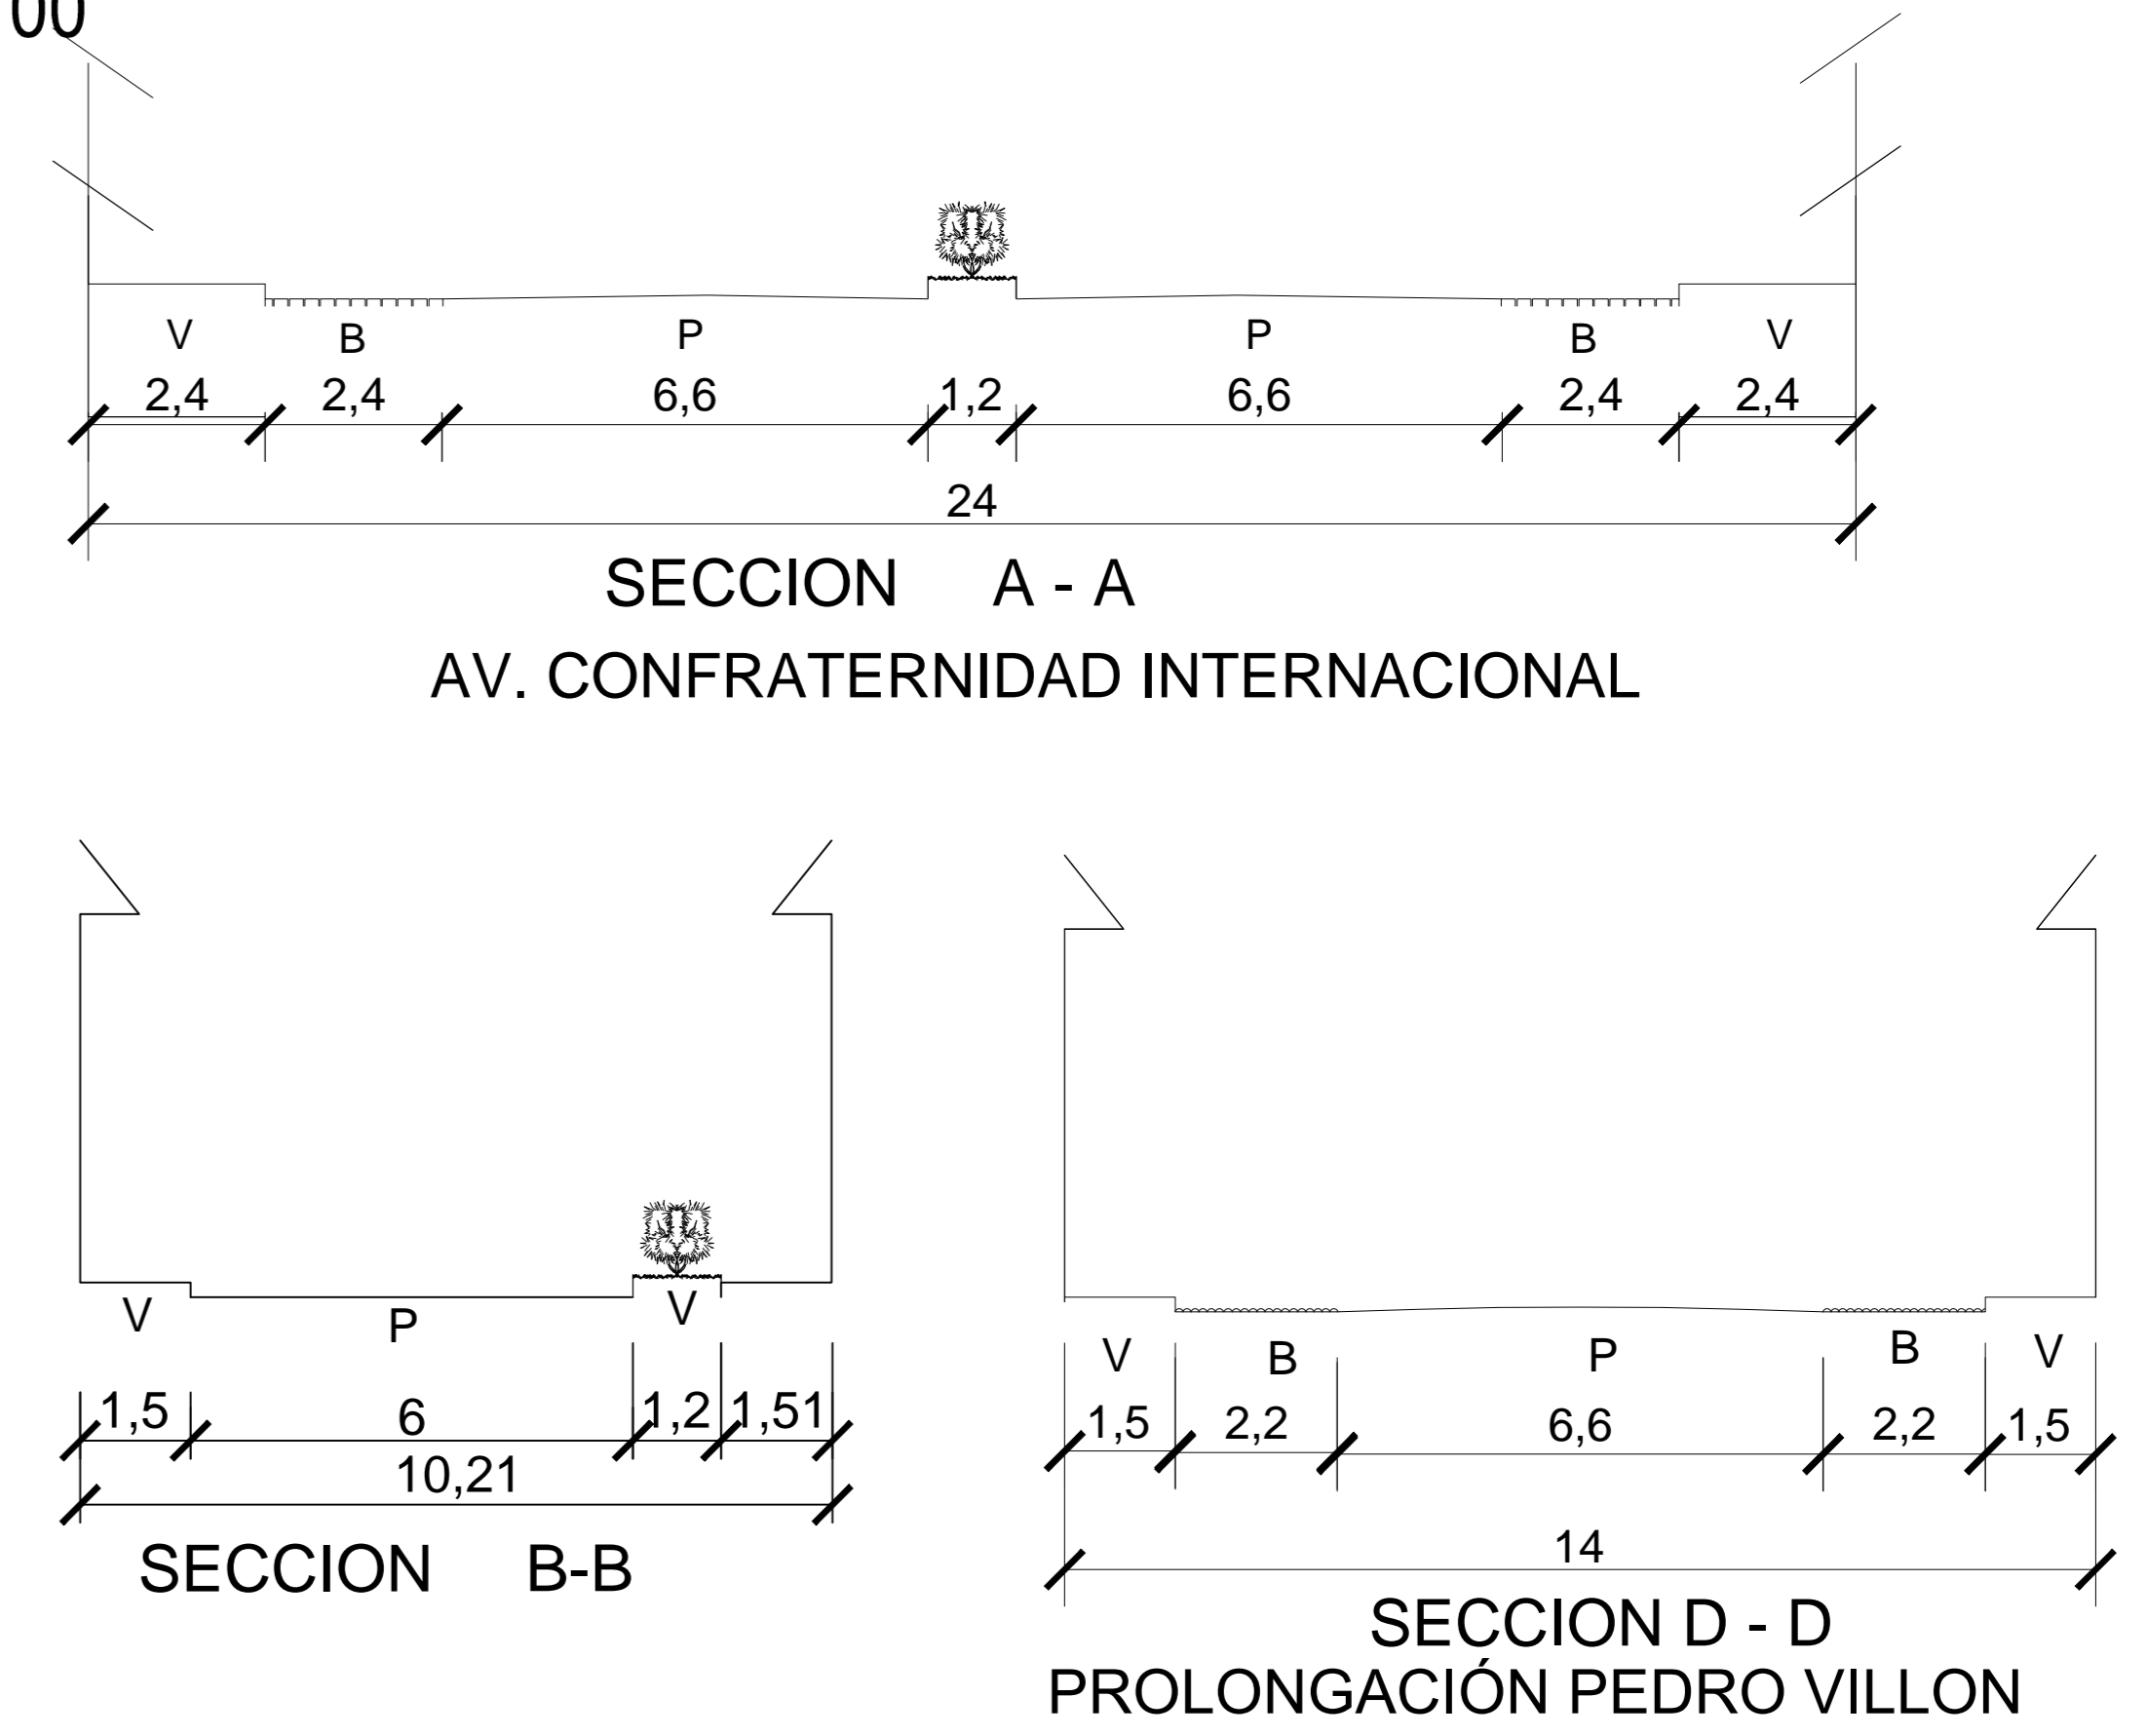 00
V B P P B V
2,4 2,4 6,6 1,2 6,6 2,4 2,4
24
SECCION A - A
AV. CONFRATERNIDAD INTERNACIONAL
V P V
1,5 6 1,2 1,51
10,21
SECCION B-B
V B P B V
1,5 2,2 6,6 2,2 1,5
14
SECCION D - D
PROLONGACIÓN PEDRO VILLON